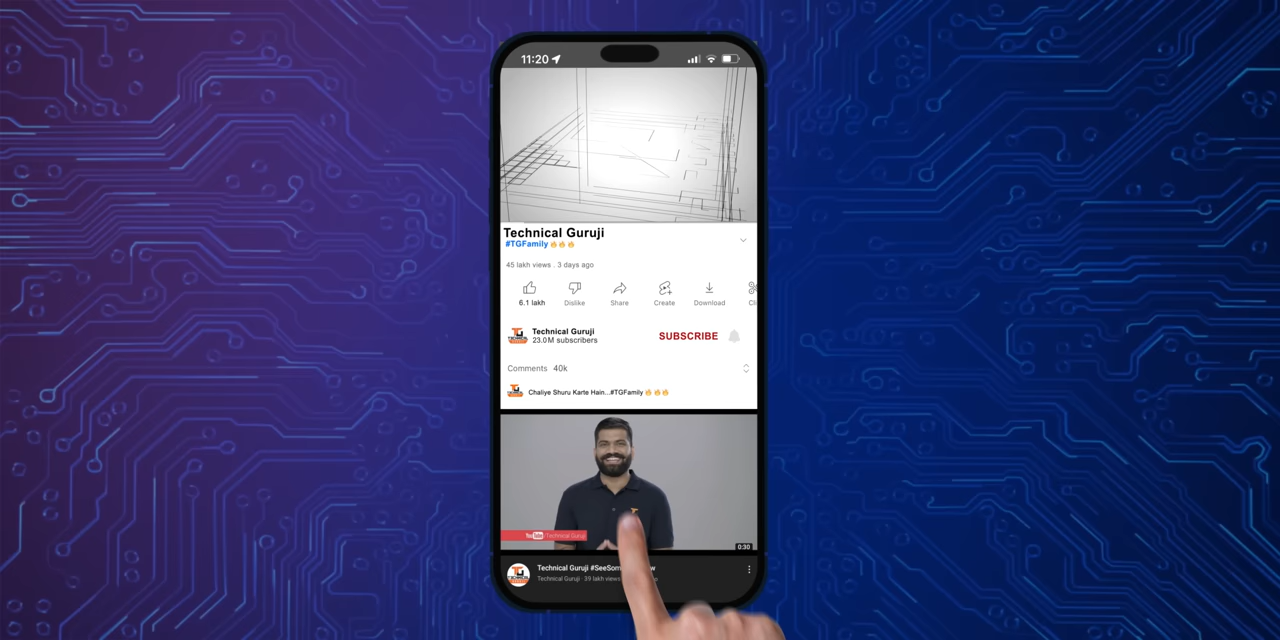 11:20
Technical Guruji
#TGFamily 🔥🔥🔥
45 lakh views . 3 days ago
6.1 lakh
Dislike
Share
Create
Download
Technical Guruji
23.0M subscribers
SUBSCRIBE
Comments 40k
Chaliye Shuru Karte Hain...#TGFamily 🔥🔥🔥
YouTube Technical Guruji
0:30
Technical Guruji
Technical Guruji · 39 lakh views